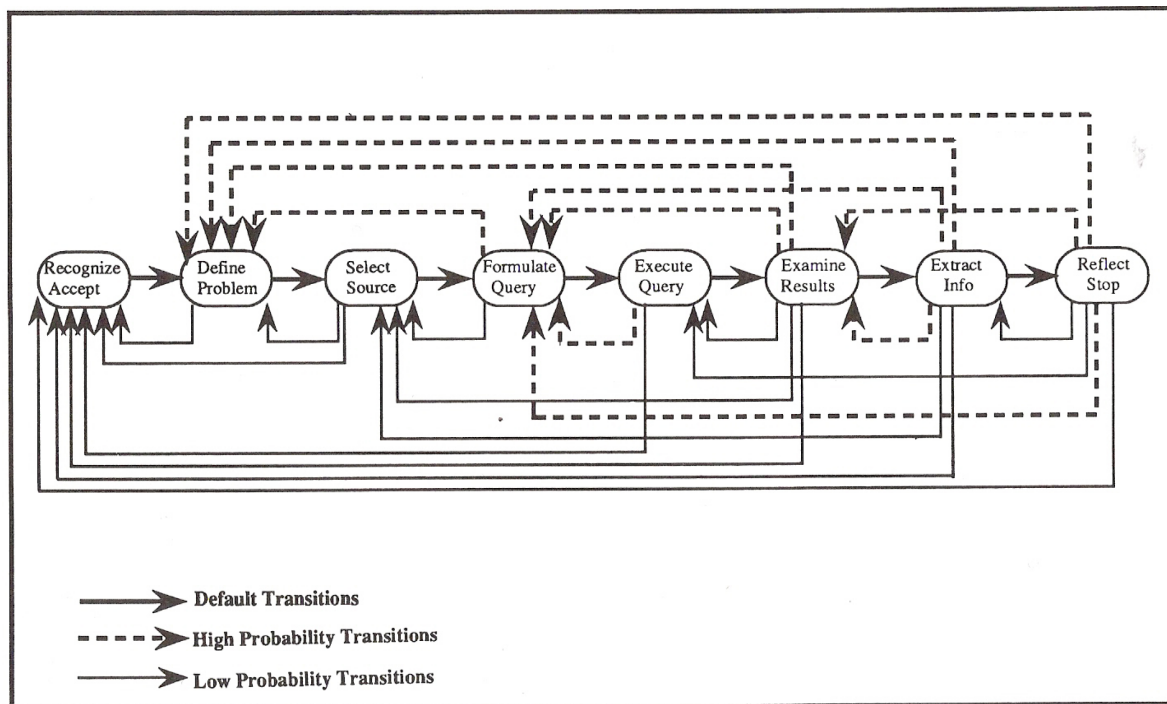 Recognize
Accept
Define
Problem
Select
Source
Formulate
Query
Execute
Query
Examine
Results
Extract
Info
Reflect
Stop
Default Transitions
High Probability Transitions
Low Probability Transitions